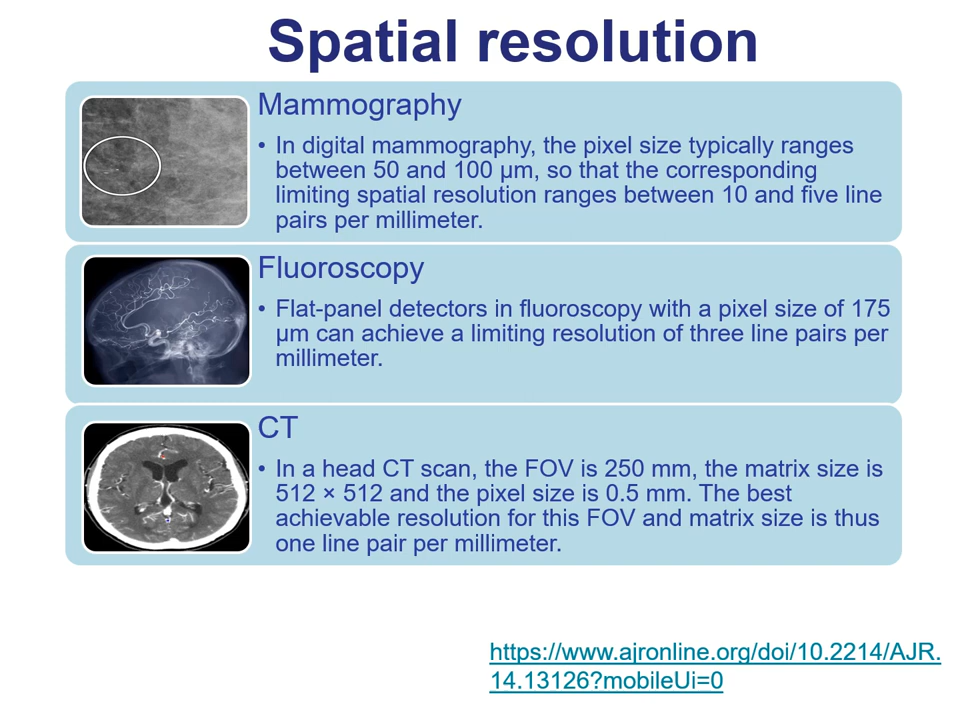 Spatial resolution
Mammography
• In digital mammography, the pixel size typically ranges
between 50 and 100 μm, so that the corresponding
limiting spatial resolution ranges between 10 and five line
pairs per millimeter.
Fluoroscopy
• Flat-panel detectors in fluoroscopy with a pixel size of 175
μm can achieve a limiting resolution of three line pairs per
millimeter.
CT
• In a head CT scan, the FOV is 250 mm, the matrix size is
512 × 512 and the pixel size is 0.5 mm. The best
achievable resolution for this FOV and matrix size is thus
one line pair per millimeter.
https://www.ajronline.org/doi/10.2214/AJR.
14.13126?mobileUi=0